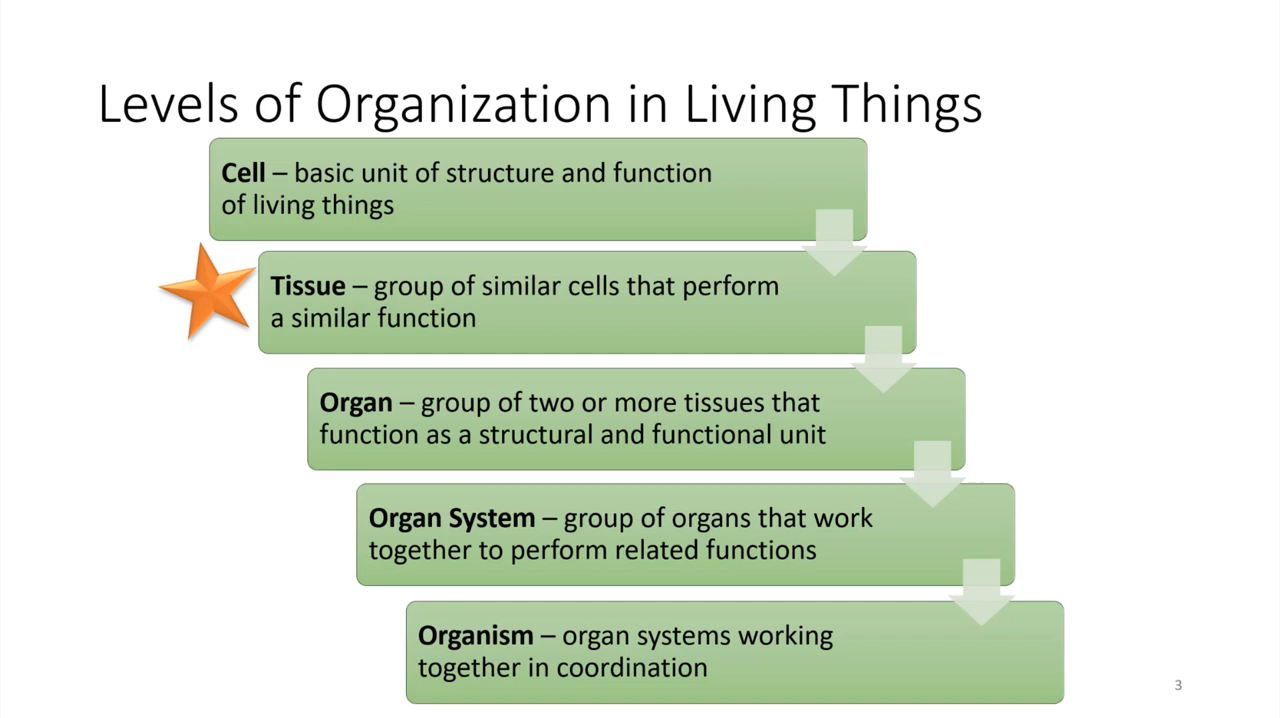 Levels of Organization in Living Things
Cell – basic unit of structure and function
of living things
Tissue – group of similar cells that perform
a similar function
Organ – group of two or more tissues that
function as a structural and functional unit
Organ System – group of organs that work
together to perform related functions
Organism – organ systems working
together in coordination
3